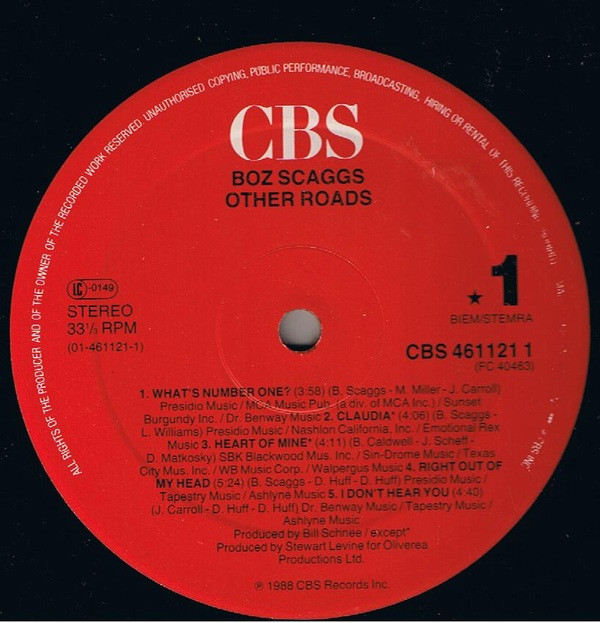 ALL RIGHTS OF THE PRODUCER AND OF THE OWNER OF THE RECORDED WORK RESERVED UNAUTHORISED COPYING, PUBLIC PERFORMANCE, BROADCASTING, HIRING OR RENTAL OF THIS RECORDING
CBS
BOZ SCAGGS
OTHER ROADS
LC -0149
STEREO
33⅓ RPM
(01-461121-1)
★ 1
BIEM/STEMRA
CBS 461121 1
(FC 40463)
1. WHAT'S NUMBER ONE? (3:58) (B. Scaggs - M. Miller - J. Carroll)
Presidio Music / MCA Music Pub. (a div. of MCA Inc.) / Sunset
Burgundy Inc. / Dr. Benway Music 2. CLAUDIA* (4:06) (B. Scaggs -
L. Williams) Presidio Music / Nashlon California, Inc. / Emotional Rex
Music 3. HEART OF MINE* (4:11) (B. Caldwell - J. Scheff -
D. Matkosky) SBK Blackwood Mus. Inc. / Sin-Drome Music / Texas
City Mus. Inc. / WB Music Corp. / Walpergus Music 4. RIGHT OUT OF
MY HEAD (5:24) (B. Scaggs - D. Huff - D. Huff) Presidio Music /
Tapestry Music / Ashlyne Music 5. I DON'T HEAR YOU (4:40)
(J. Carroll - D. Huff - D. Huff) Dr. Benway Music / Tapestry Music /
Ashlyne Music
Produced by Bill Schnee / except*
Produced by Stewart Levine for Oliverea
Productions Ltd.
℗ 1988 CBS Records Inc.